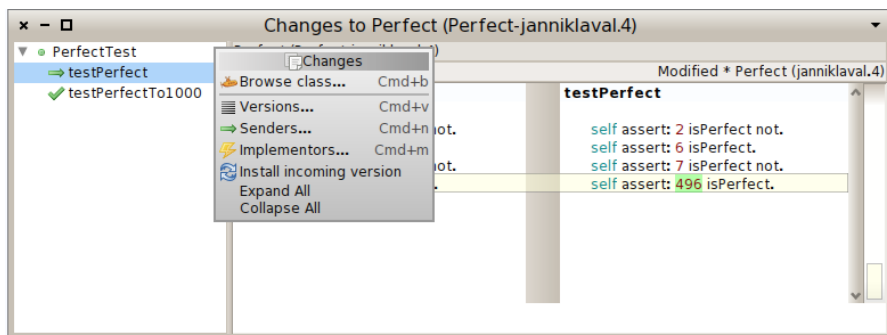 Changes to Perfect (Perfect-janniklaval.4)
PerfectTest
testPerfect
testPerfectTo1000
Changes
Browse class... Cmd+b
Versions... Cmd+v
Senders... Cmd+n
Implementors... Cmd+m
Install incoming version
Expand All
Collapse All
not.
not.
.
Modified * Perfect (janniklaval.4)
testPerfect
self assert: 2 isPerfect not.
self assert: 6 isPerfect.
self assert: 7 isPerfect not.
self assert: 496 isPerfect.